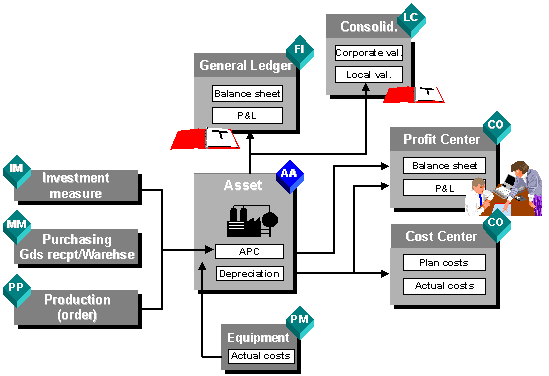 LC
Consolid.
Corporate val.
Local val.
FI
General Ledger
Balance sheet
P&L
CO
Profit Center
Balance sheet
P&L
IM
Investment
measure
AA
Asset
APC
Depreciation
MM
Purchasing
Gds recpt/Warehse
CO
Cost Center
Plan costs
Actual costs
PP
Production
(order)
PM
Equipment
Actual costs